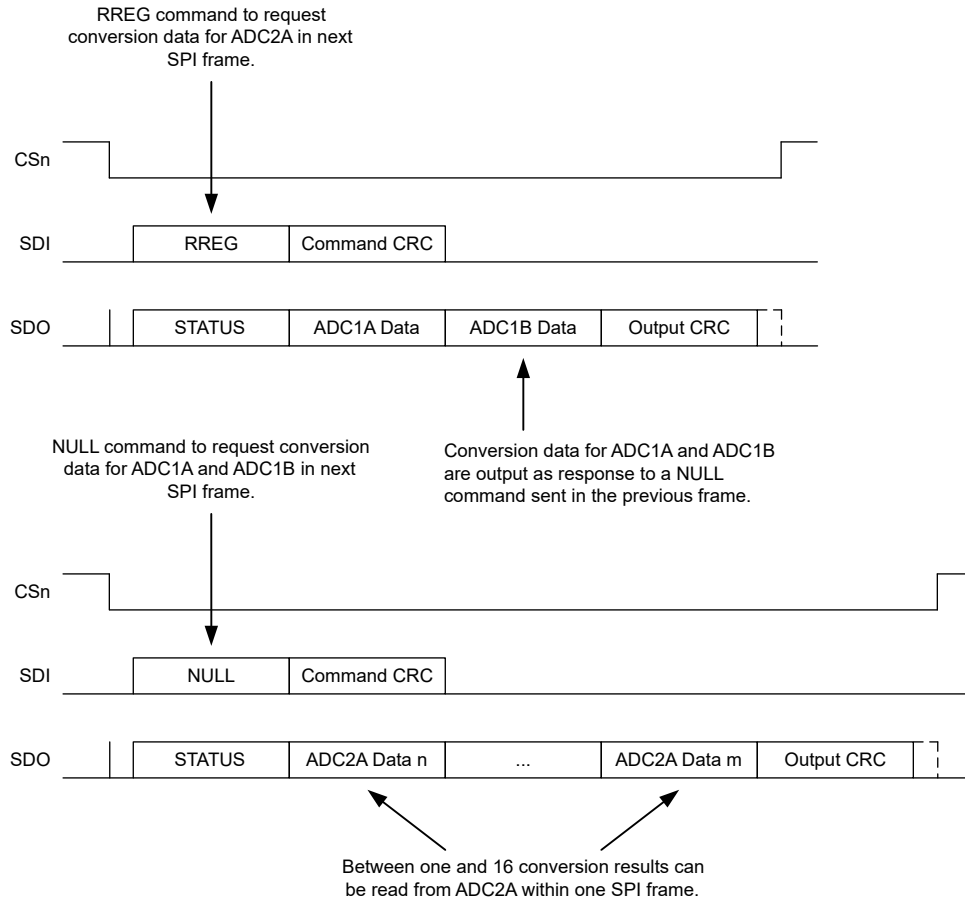 RREG command to request
conversion data for ADC2A in next
SPI frame.
CSn
SDI
RREG
Command CRC
SDO
STATUS
ADC1A Data
ADC1B Data
Output CRC
NULL command to request conversion
data for ADC1A and ADC1B in next
SPI frame.
Conversion data for ADC1A and ADC1B
are output as response to a NULL
command sent in the previous frame.
CSn
SDI
NULL
Command CRC
SDO
STATUS
ADC2A Data n
...
ADC2A Data m
Output CRC
Between one and 16 conversion results can
be read from ADC2A within one SPI frame.